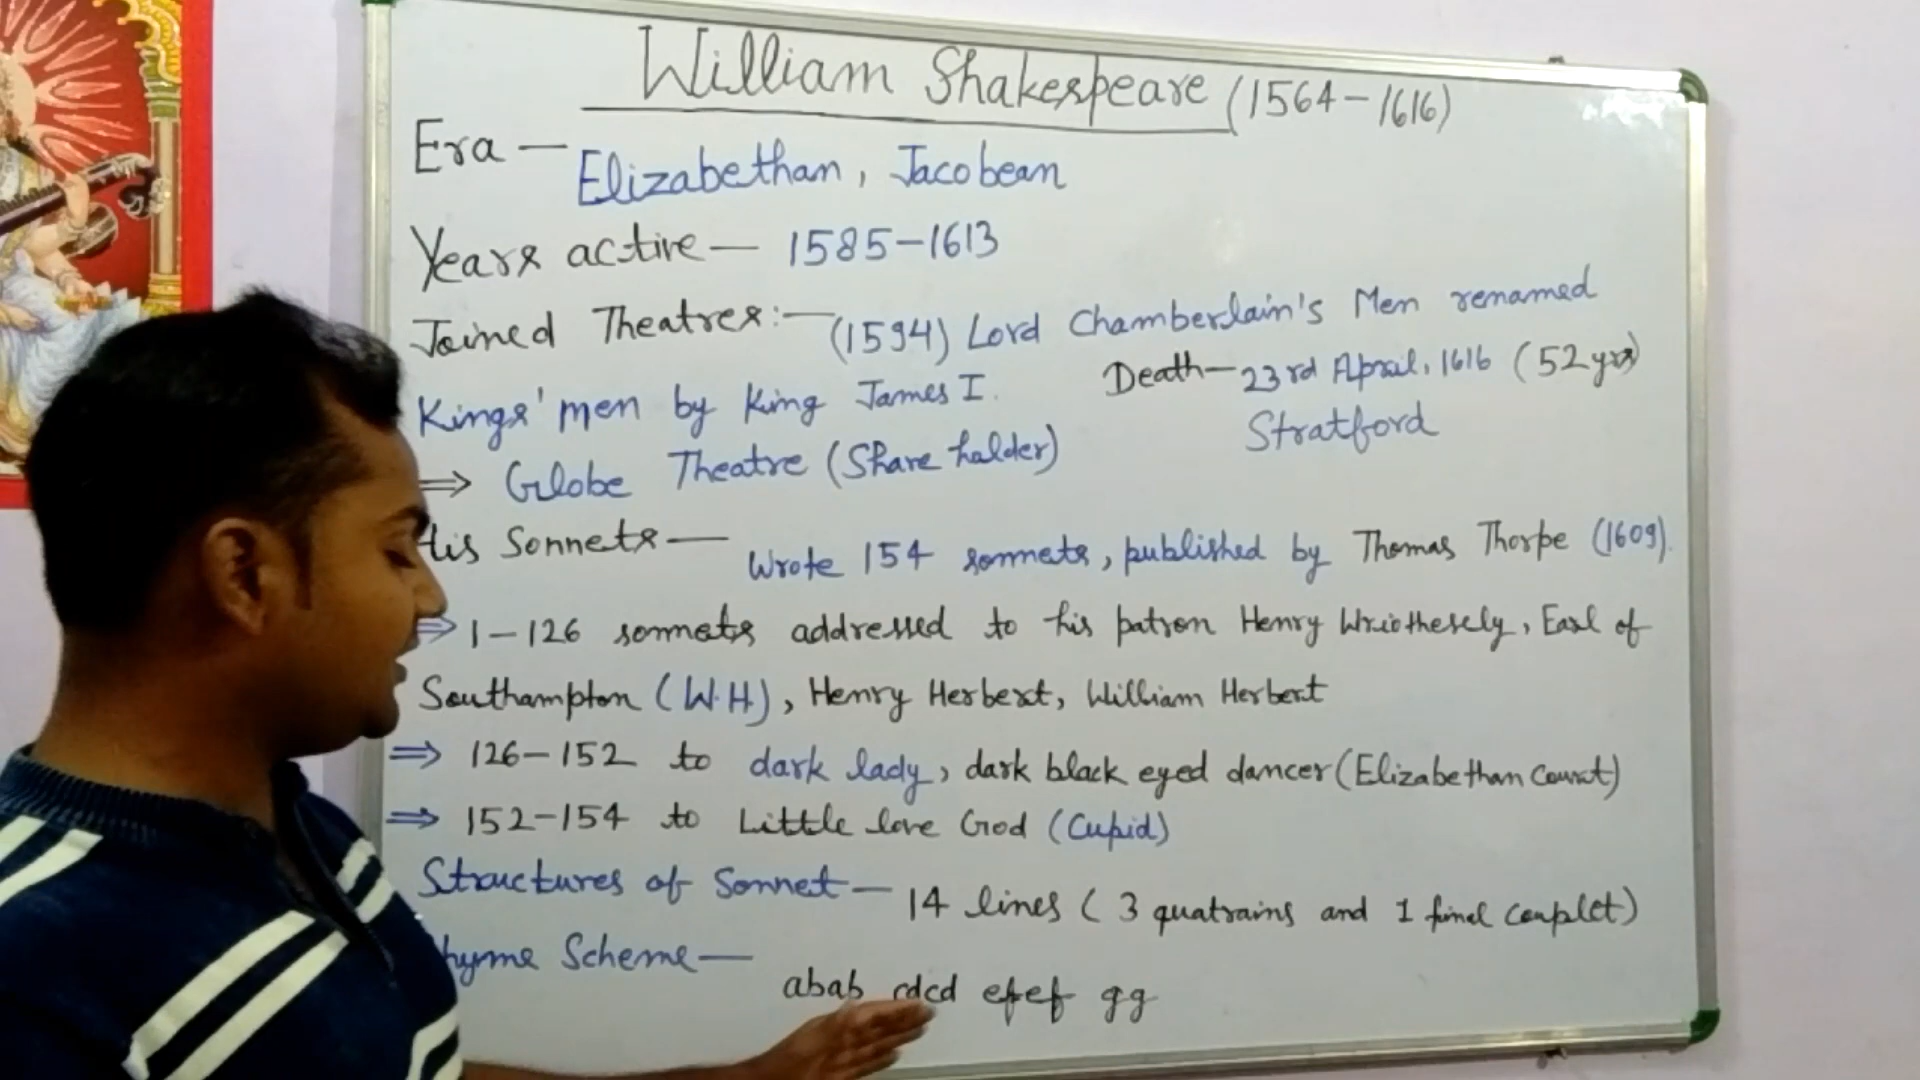 William Shakespeare (1564-1616)
Era — Elizabethan, Jacobean
Years active — 1585-1613
Joined Theatres:— (1594) Lord Chamberlain's Men renamed
Kings' men by King James I.
Death — 23rd April, 1616 (52 yrs)
Stratford
⇒ Globe Theatre (Share halder)
His Sonnets — Wrote 154 sonnets, published by Thomas Thorpe (1609).
⇒ 1-126 sonnets addressed to his patron Henry Wriothesely, Earl of
Southampton (W.H), Henry Herbert, William Herbert
⇒ 126-152 to dark lady, dark black eyed dancer (Elizabethan Court)
⇒ 152-154 to Little love God (Cupid)
Structures of Sonnet — 14 lines (3 quatrains and 1 final couplet)
hyme Scheme — abab cdcd efef gg